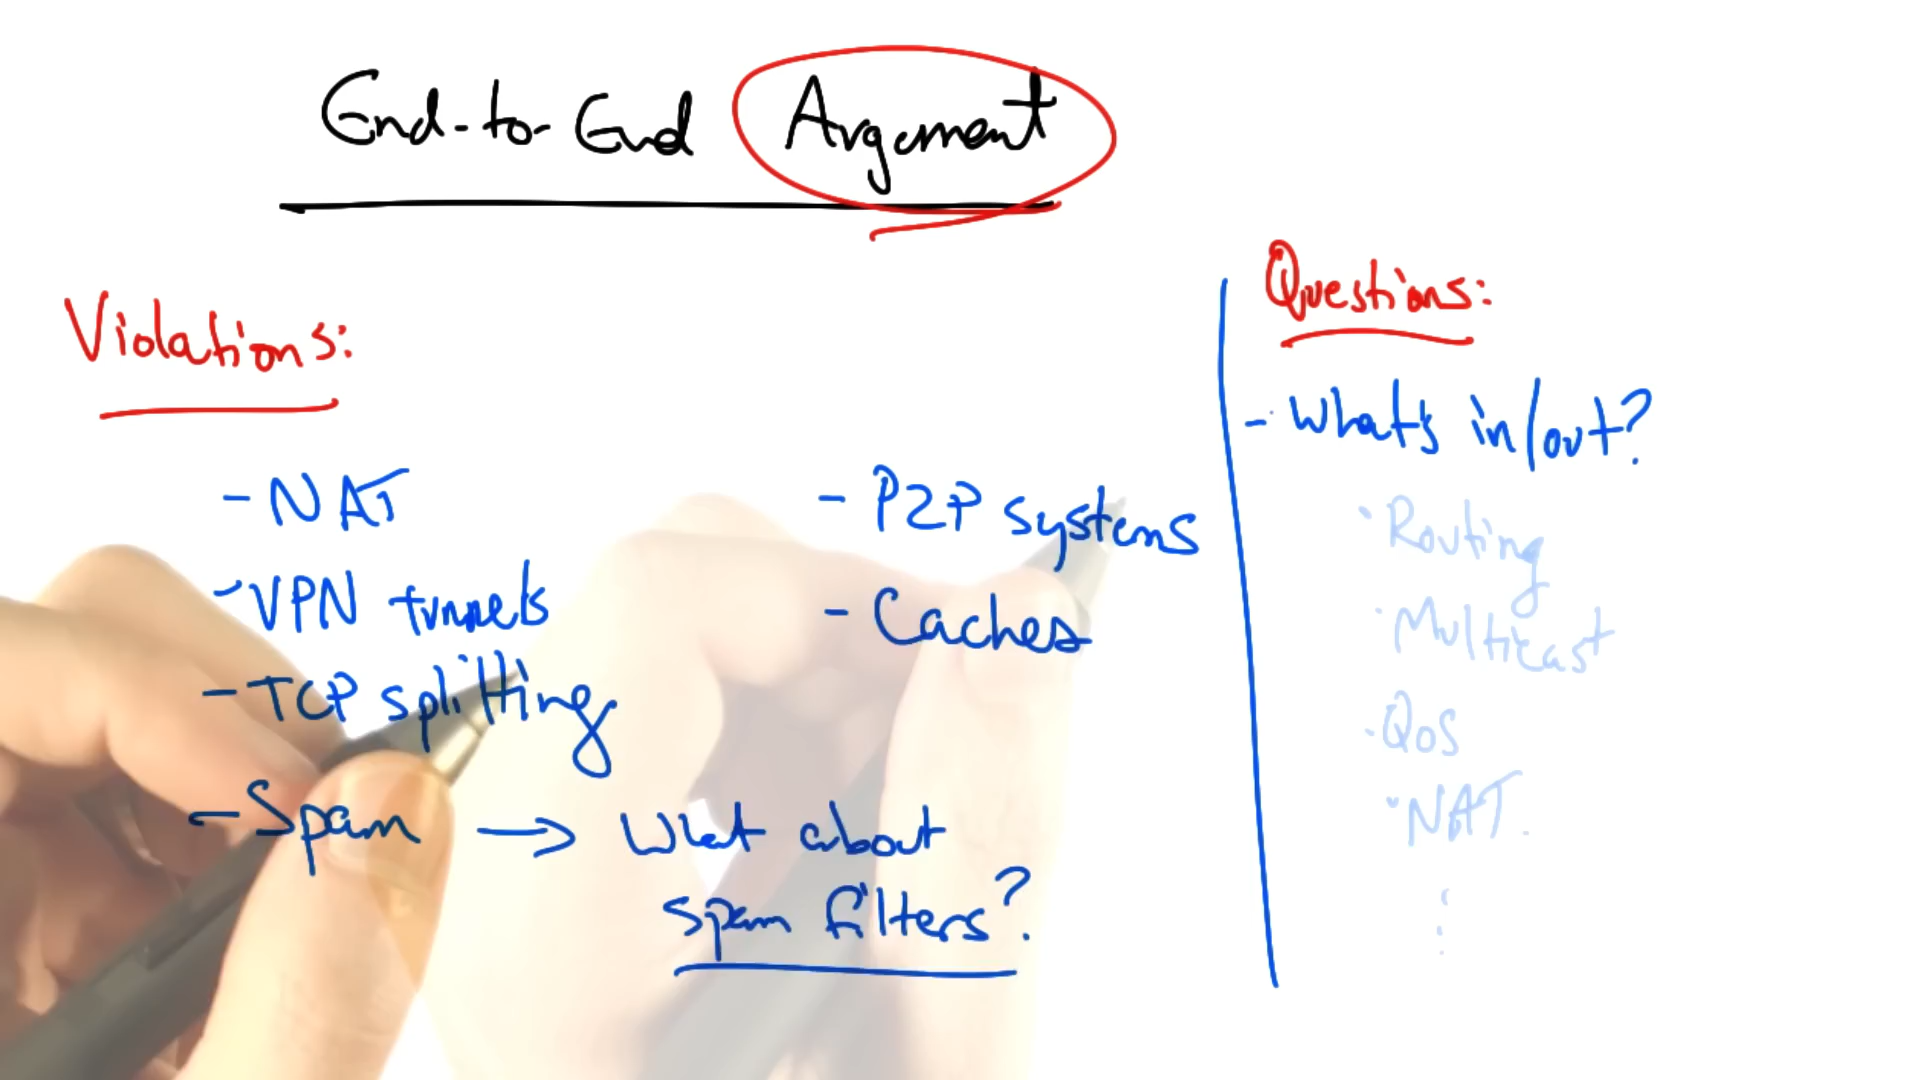 End-to-End Argument
Violations:
- NAT
- VPN tunnels
- TCP splitting
- Spam → What about
spam filters?
- P2P systems
- Caches
Questions:
- What's in/out?
· Routing
· Multicast
· QoS
· NAT.